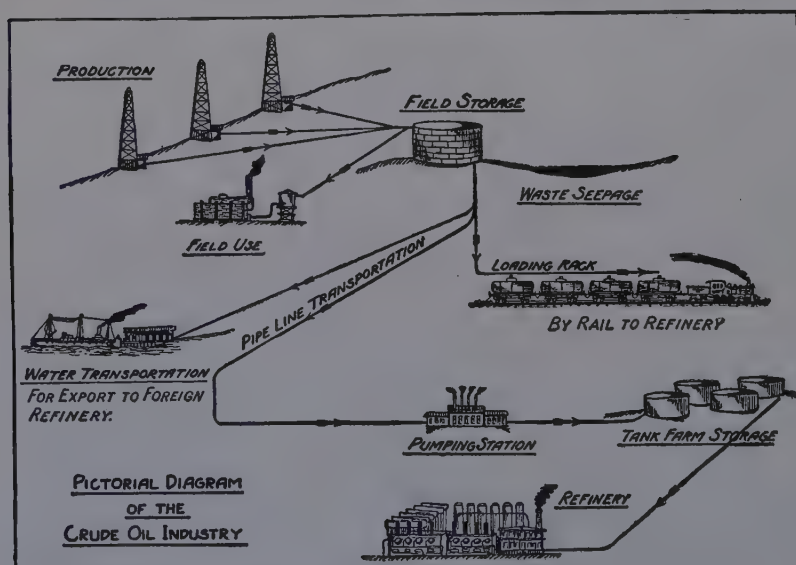 PRODUCTION
FIELD STORAGE
WASTE SEEPAGE
FIELD USE
LOADING RACK
BY RAIL TO REFINERY
PIPE LINE TRANSPORTATION
WATER TRANSPORTATION
FOR EXPORT TO FOREIGN
REFINERY.
PUMPING STATION
TANK FARM STORAGE
REFINERY
PICTORIAL DIAGRAM
OF THE
CRUDE OIL INDUSTRY